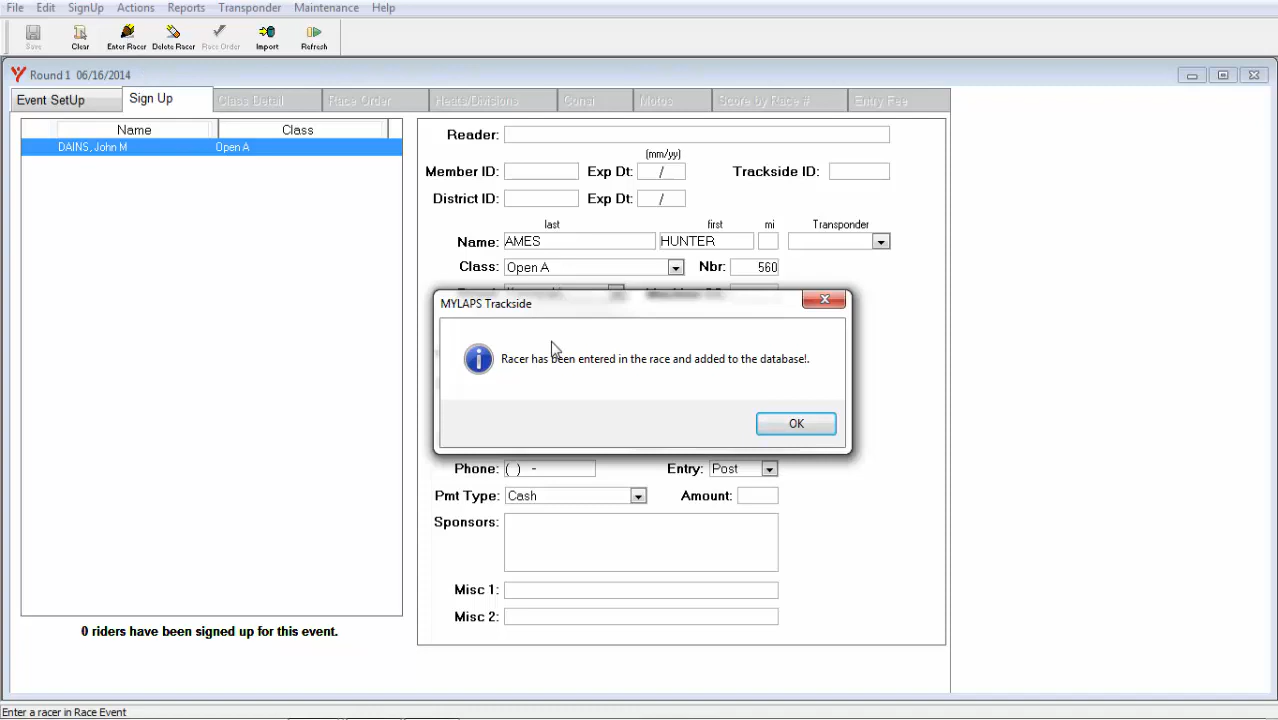 File Edit SignUp Actions Reports Transponder Maintenance Help
Save Clear Enter Racer Delete Racer Race Order Import Refresh
Round 1 06/16/2014
Event SetUp Sign Up Class Detail Race Order Heats/Divisions Consi Motos Score by Race # Entry Fee
Name Class
DAINS, John M Open A
Reader:
(mm/yy)
Member ID: Exp Dt: / Trackside ID:
District ID: Exp Dt: /
last first mi Transponder
Name: AMES HUNTER
Class: Open A Nbr: 560
MYLAPS Trackside
Racer has been entered in the race and added to the database!.
OK
Phone: ( ) - Entry: Post
Pmt Type: Cash Amount:
Sponsors:
Misc 1:
Misc 2:
0 riders have been signed up for this event.
Enter a racer in Race Event